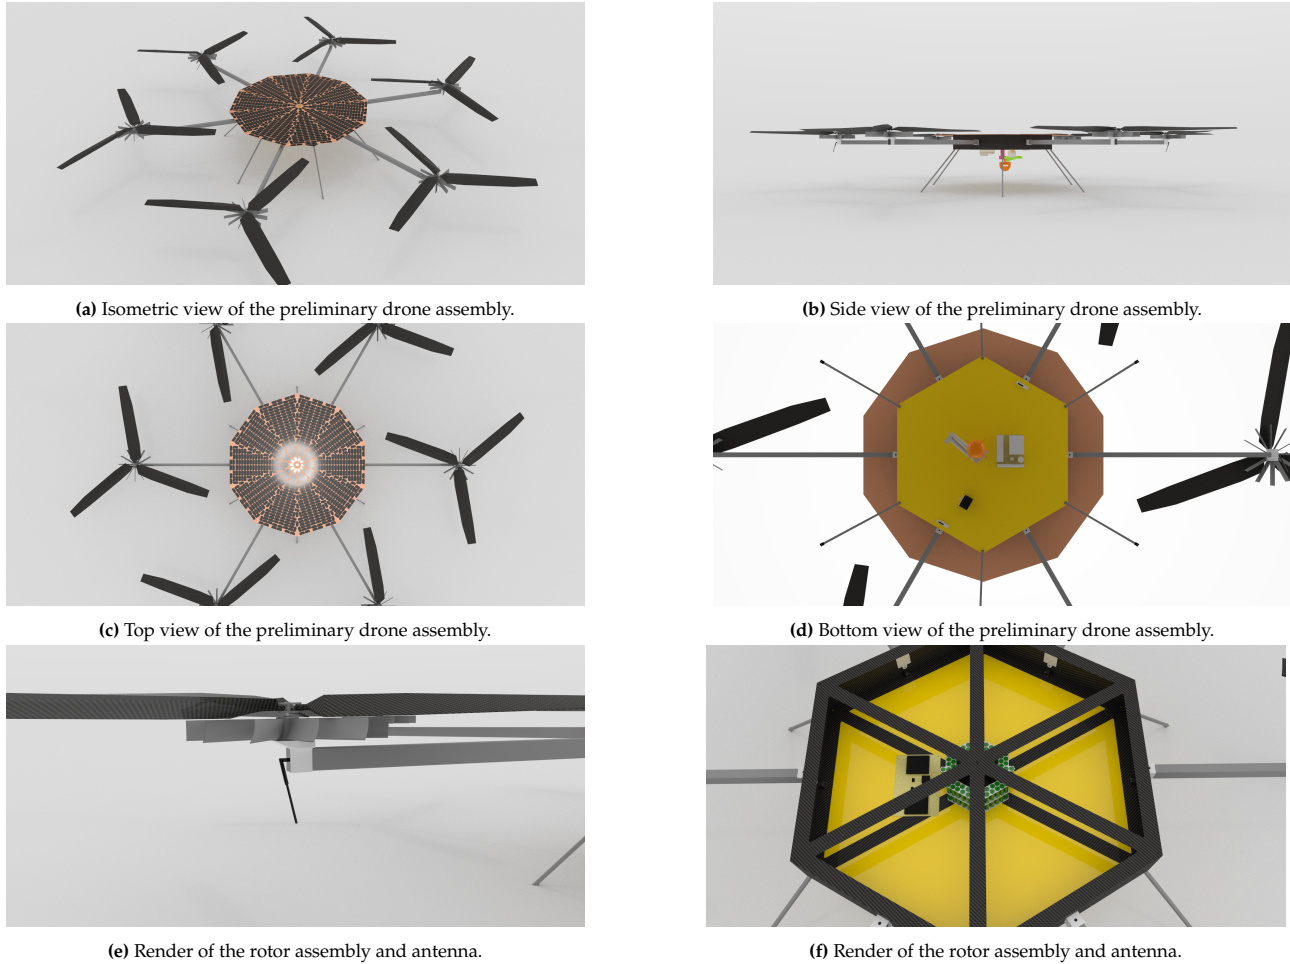 (a) Isometric view of the preliminary drone assembly.
(b) Side view of the preliminary drone assembly.
(c) Top view of the preliminary drone assembly.
(d) Bottom view of the preliminary drone assembly.
(e) Render of the rotor assembly and antenna.
(f) Render of the rotor assembly and antenna.